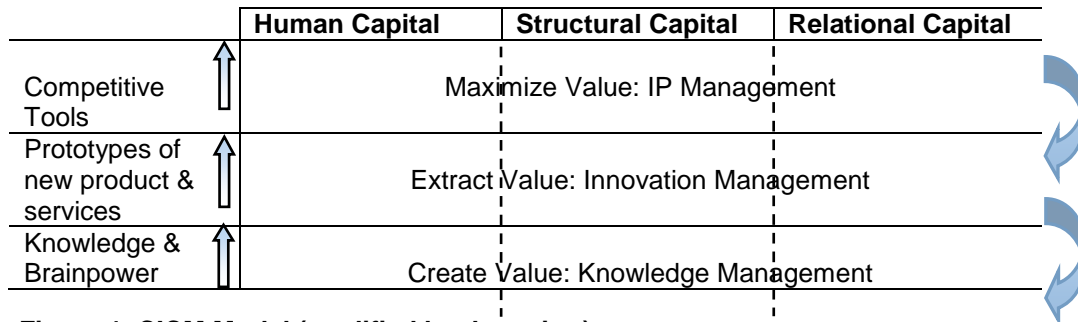 Human Capital Structural Capital Relational Capital
Competitive
Tools
Maximize Value: IP Management
Prototypes of
new product &
services
Extract Value: Innovation Management
Knowledge &
Brainpower
Create Value: Knowledge Management